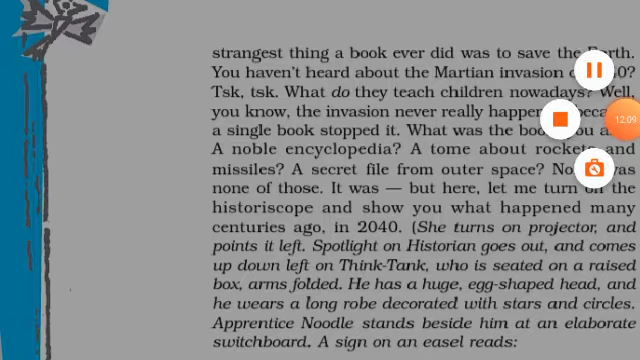 strangest thing a book ever did was to save the Earth.
You haven't heard about the Martian invasion 0?
Tsk, tsk. What do they teach children nowadays? Well,
you know, the invasion never really happen
a single book stopped it. What was the book
A noble encyclopedia? A tome about rockets and
missiles? A secret file from outer space? No was
none of those. It was — but here, let me turn on the
historiscope and show you what happened many
centuries ago, in 2040. (She turns on projector, and
points it left. Spotlight on Historian goes out, and comes
up down left on Think-Tank, who is seated on a raised
box, arms folded. He has a huge, egg-shaped head, and
he wears a long robe decorated with stars and circles.
Apprentice Noodle stands beside him at an elaborate
switchboard. A sign on an easel reads:
12:09